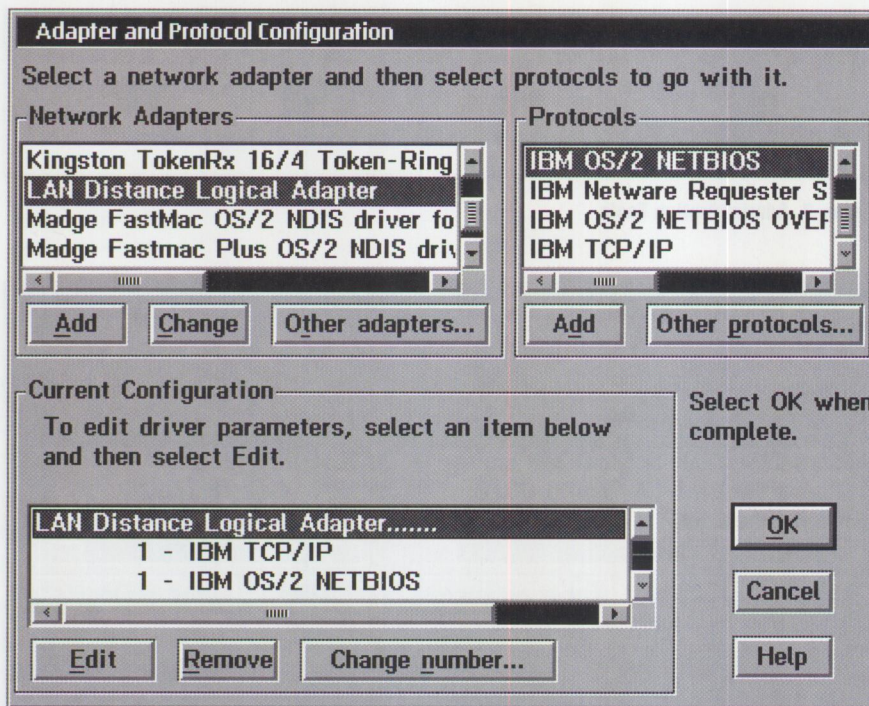 Adapter and Protocol Configuration
Select a network adapter and then select protocols to go with it.
Network Adapters
Kingston TokenRx 16/4 Token-Ring
LAN Distance Logical Adapter
Madge FastMac OS/2 NDIS driver fo
Madge Fastmac Plus OS/2 NDIS driv
Add
Change
Other adapters...
Protocols
IBM OS/2 NETBIOS
IBM Netware Requester S
IBM OS/2 NETBIOS OVER
IBM TCP/IP
Add
Other protocols...
Current Configuration
To edit driver parameters, select an item below
and then select Edit.
LAN Distance Logical Adapter.......
1 - IBM TCP/IP
1 - IBM OS/2 NETBIOS
Edit
Remove
Change number...
Select OK when
complete.
OK
Cancel
Help